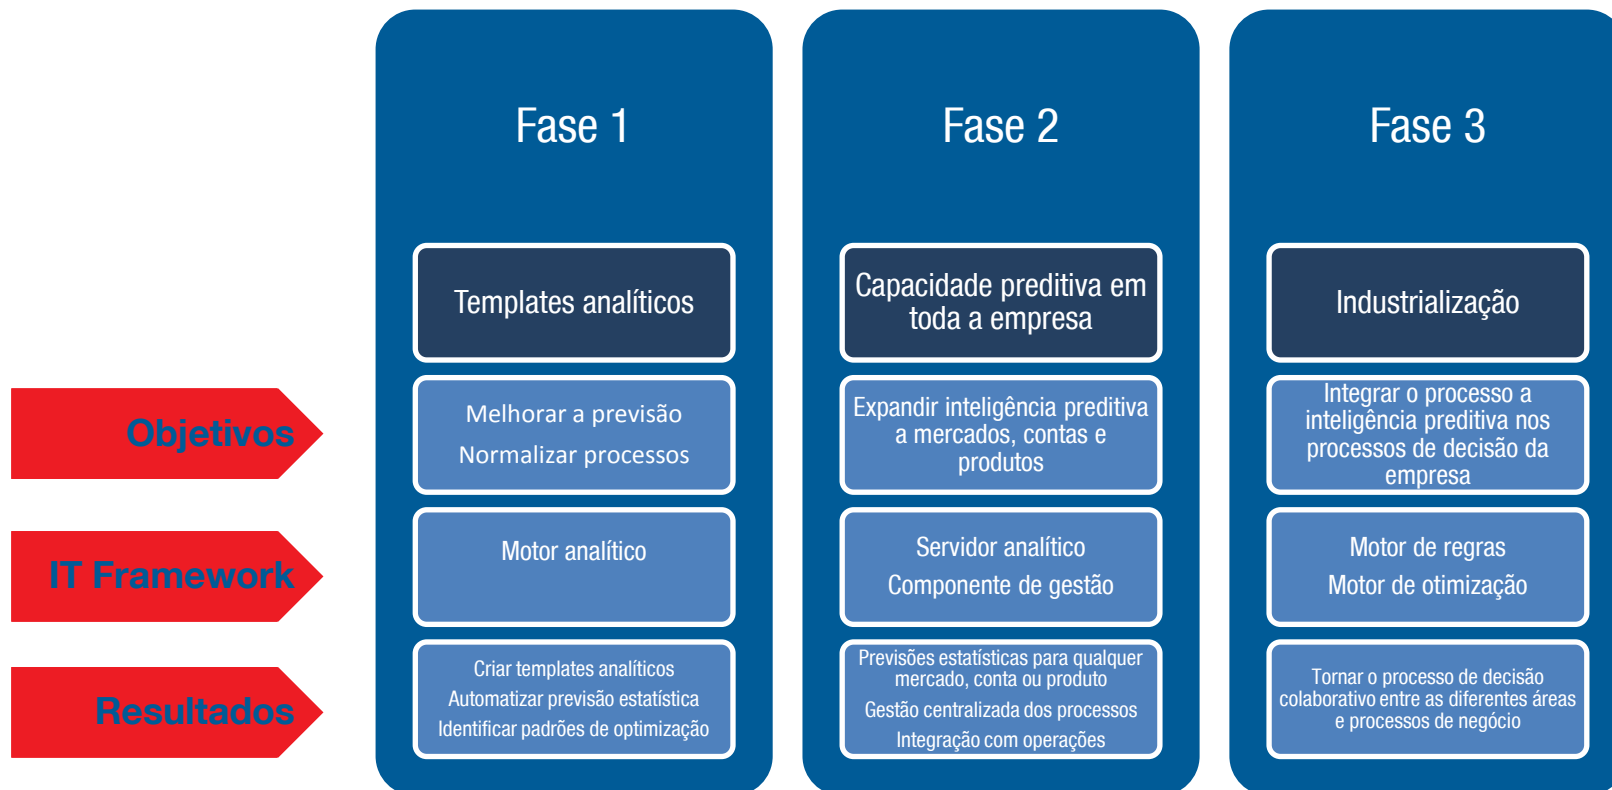 Fase 1
Fase 2
Fase 3
Templates analíticos
Capacidade preditiva em
toda a empresa
Industrialização
Objetivos
Melhorar a previsão
Normalizar processos
Expandir inteligência preditiva
a mercados, contas e
produtos
Integrar o processo a
inteligência preditiva nos
processos de decisão da
empresa
IT Framework
Motor analítico
Servidor analítico
Componente de gestão
Motor de regras
Motor de otimização
Resultados
Criar templates analíticos
Automatizar previsão estatística
Identificar padrões de optimização
Previsões estatísticas para qualquer
mercado, conta ou produto
Gestão centralizada dos processos
Integração com operações
Tornar o processo de decisão
colaborativo entre as diferentes áreas
e processos de negócio